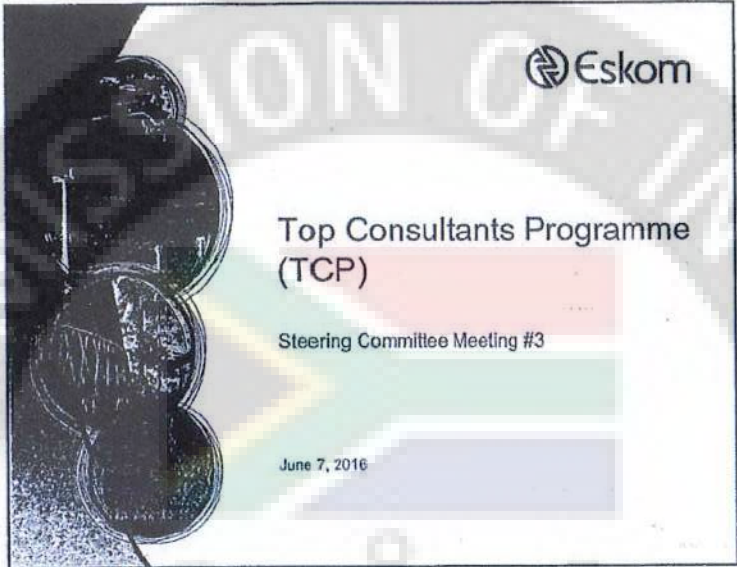 Eskom
Top Consultants Programme
(TCP)
Steering Committee Meeting #3
June 7, 2016